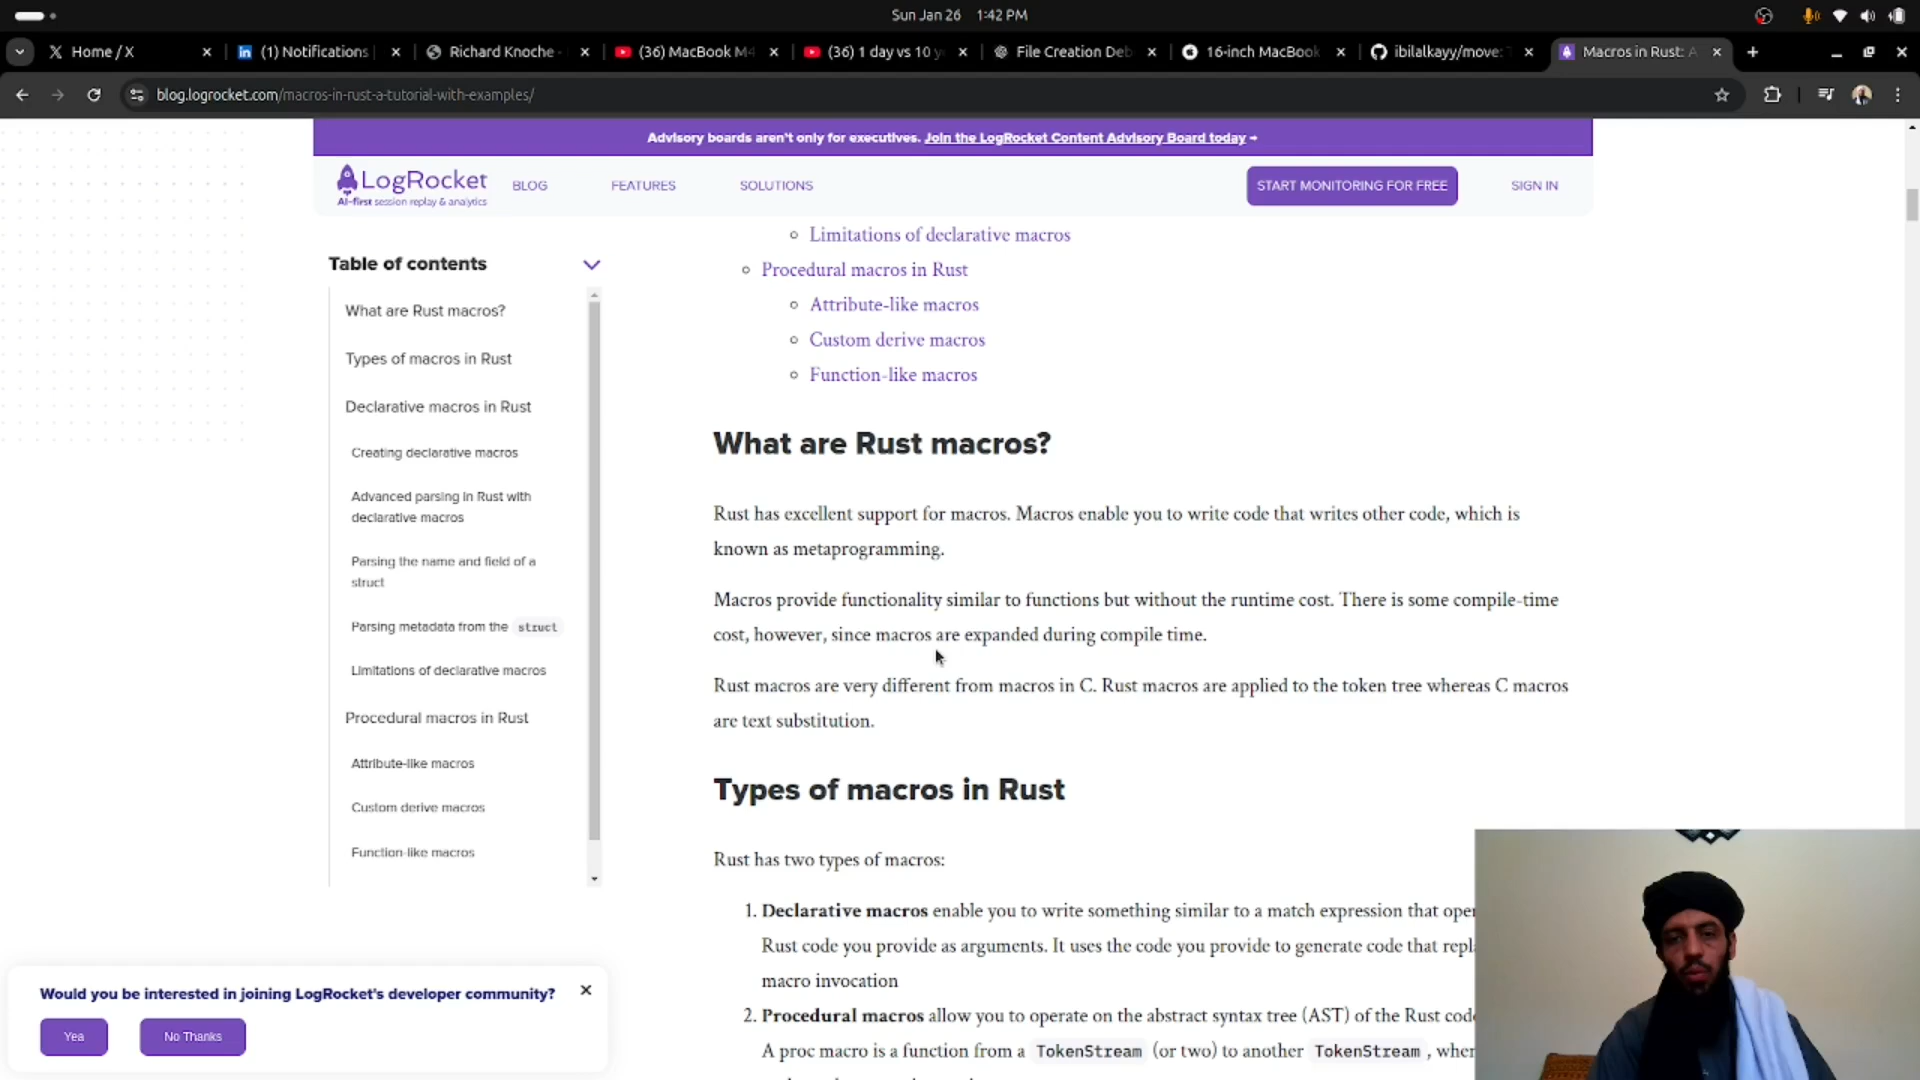 Sun Jan 26 1:42 PM
Home / X
(1) Notifications
Richard Knoche -
(36) MacBook M4
(36) 1 day vs 10 y
File Creation Deb
16-inch MacBook
ibilalkayy/move:
Macros in Rust: A
blog.logrocket.com/macros-in-rust-a-tutorial-with-examples/
Advisory boards aren't only for executives. Join the LogRocket Content Advisory Board today →
LogRocket
AI-first session replay & analytics
BLOG
FEATURES
SOLUTIONS
START MONITORING FOR FREE
SIGN IN
Table of contents
What are Rust macros?
Types of macros in Rust
Declarative macros in Rust
Creating declarative macros
Advanced parsing in Rust with
declarative macros
Parsing the name and field of a
struct
Parsing metadata from the struct
Limitations of declarative macros
Procedural macros in Rust
Attribute-like macros
Custom derive macros
Function-like macros
Limitations of declarative macros
Procedural macros in Rust
Attribute-like macros
Custom derive macros
Function-like macros
What are Rust macros?
Rust has excellent support for macros. Macros enable you to write code that writes other code, which is
known as metaprogramming.
Macros provide functionality similar to functions but without the runtime cost. There is some compile-time
cost, however, since macros are expanded during compile time.
Rust macros are very different from macros in C. Rust macros are applied to the token tree whereas C macros
are text substitution.
Types of macros in Rust
Rust has two types of macros:
1. Declarative macros enable you to write something similar to a match expression that oper
Rust code you provide as arguments. It uses the code you provide to generate code that repla
macro invocation
2. Procedural macros allow you to operate on the abstract syntax tree (AST) of the Rust code
A proc macro is a function from a TokenStream (or two) to another TokenStream , wher
Would you be interested in joining LogRocket's developer community?
Yea
No Thanks